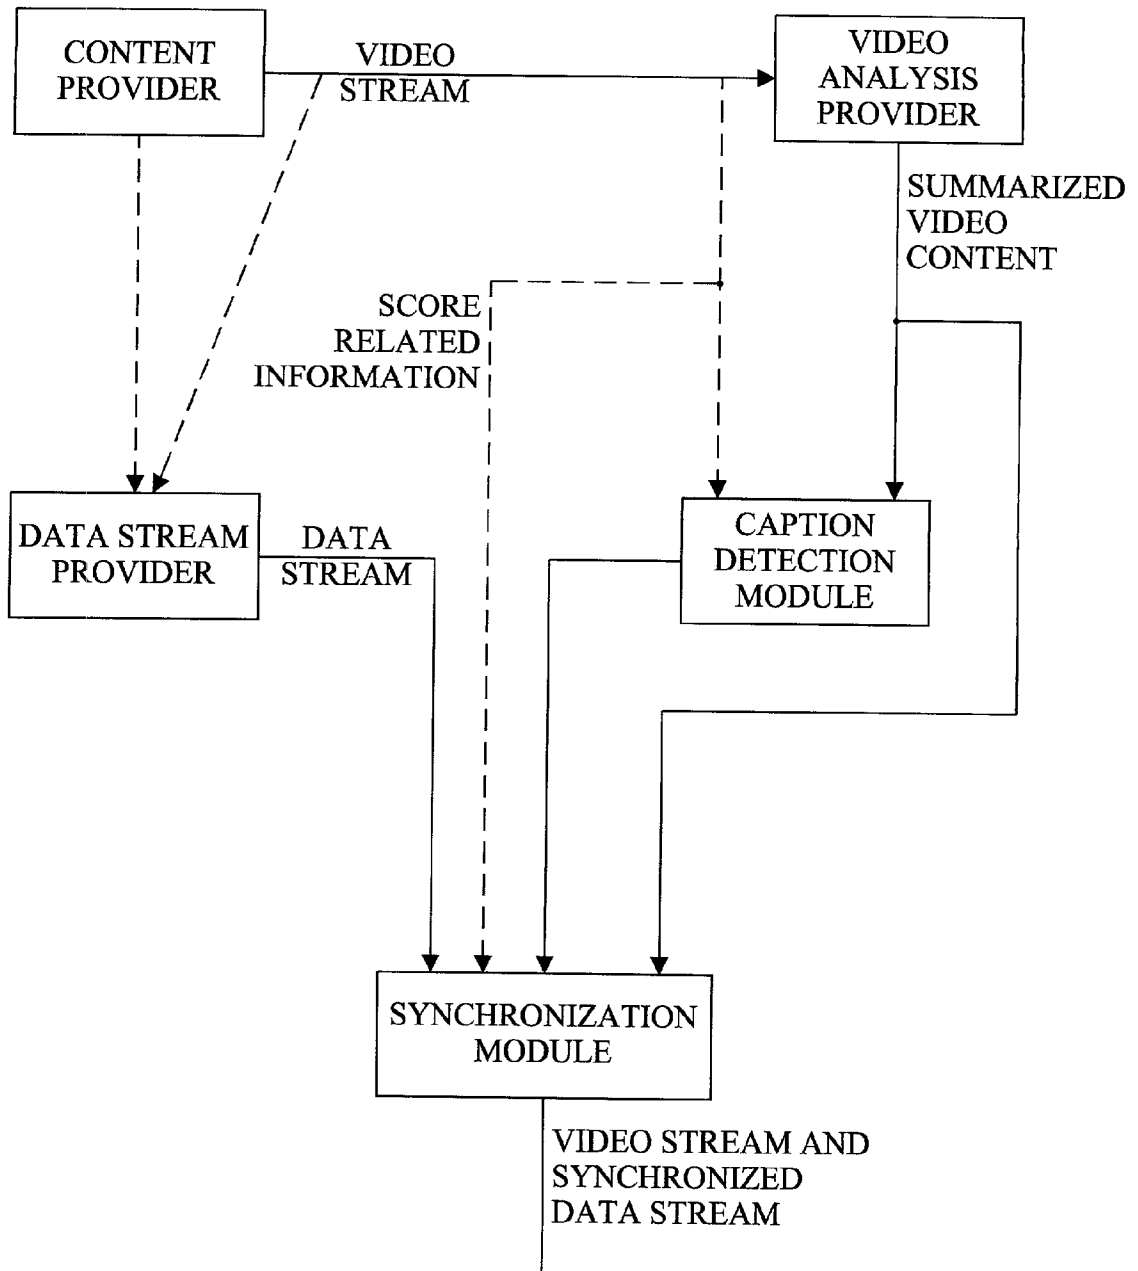 CONTENT
PROVIDER
VIDEO
STREAM
VIDEO
ANALYSIS
PROVIDER
SUMMARIZED
VIDEO
CONTENT
SCORE
RELATED
INFORMATION
DATA STREAM
PROVIDER
DATA
STREAM
CAPTION
DETECTION
MODULE
SYNCHRONIZATION
MODULE
VIDEO STREAM AND
SYNCHRONIZED
DATA STREAM